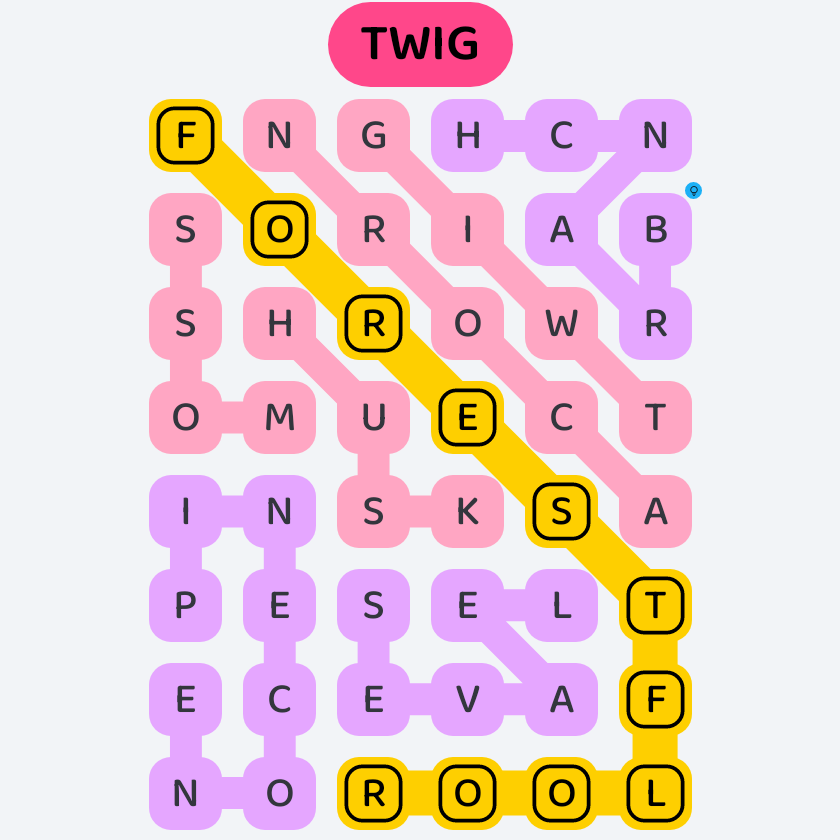 TWIG
F N G H C N
S O R I A B
S H R O W R
O M U E C T
I N S K S A
P E S E L T
E C E V A F
N O R O O L